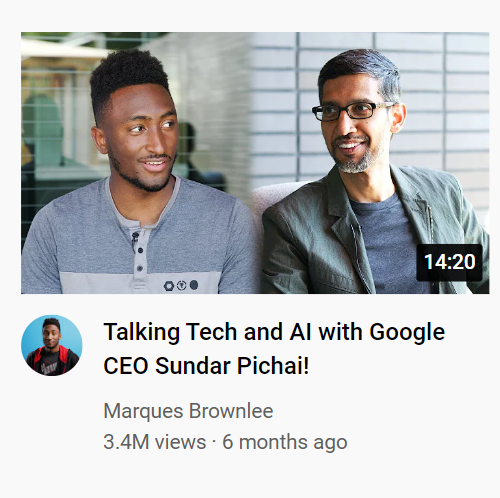 14:20
Talking Tech and AI with Google
CEO Sundar Pichai!
Marques Brownlee
3.4M views · 6 months ago